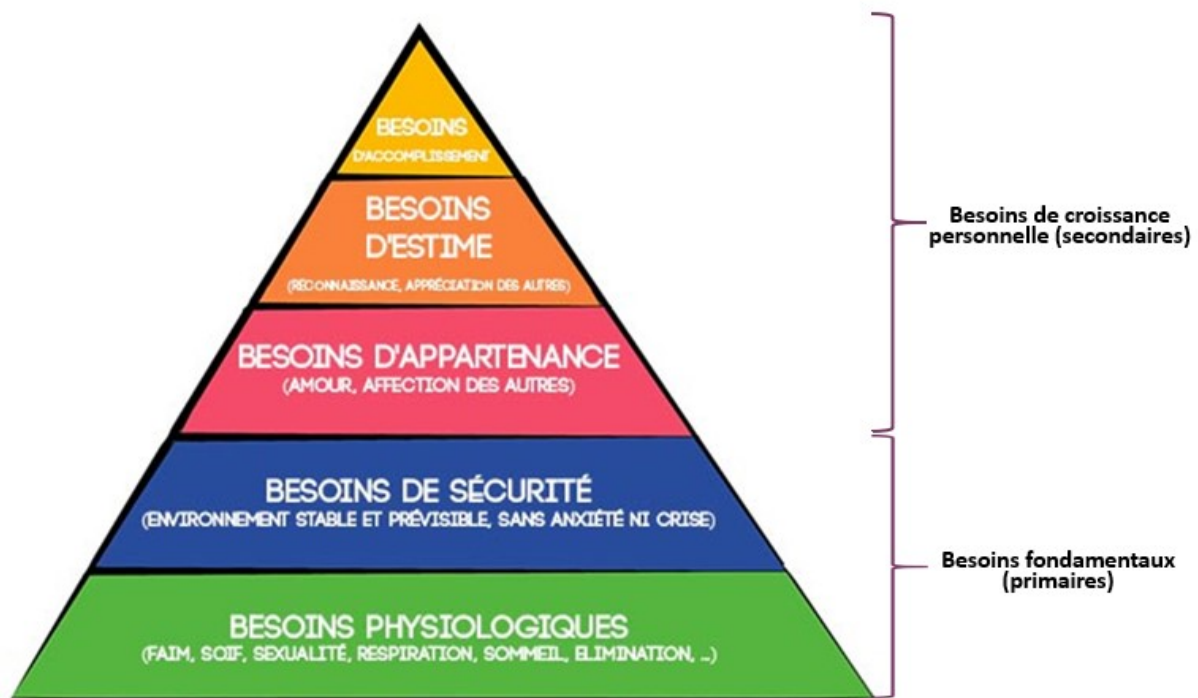 BESOINS
D'ACCOMPLISSEMENT
BESOINS
D'ESTIME
(RECONNAISSANCE, APPRÉCIATION DES AUTRES)
BESOINS D'APPARTENANCE
(AMOUR, AFFECTION DES AUTRES)
BESOINS DE SÉCURITÉ
(ENVIRONNEMENT STABLE ET PRÉVISIBLE, SANS ANXIÉTÉ NI CRISE)
BESOINS PHYSIOLOGIQUES
(FAIM, SOIF, SEXUALITÉ, RESPIRATION, SOMMEIL, ELIMINATION, ...)
Besoins de croissance
personnelle (secondaires)
Besoins fondamentaux
(primaires)